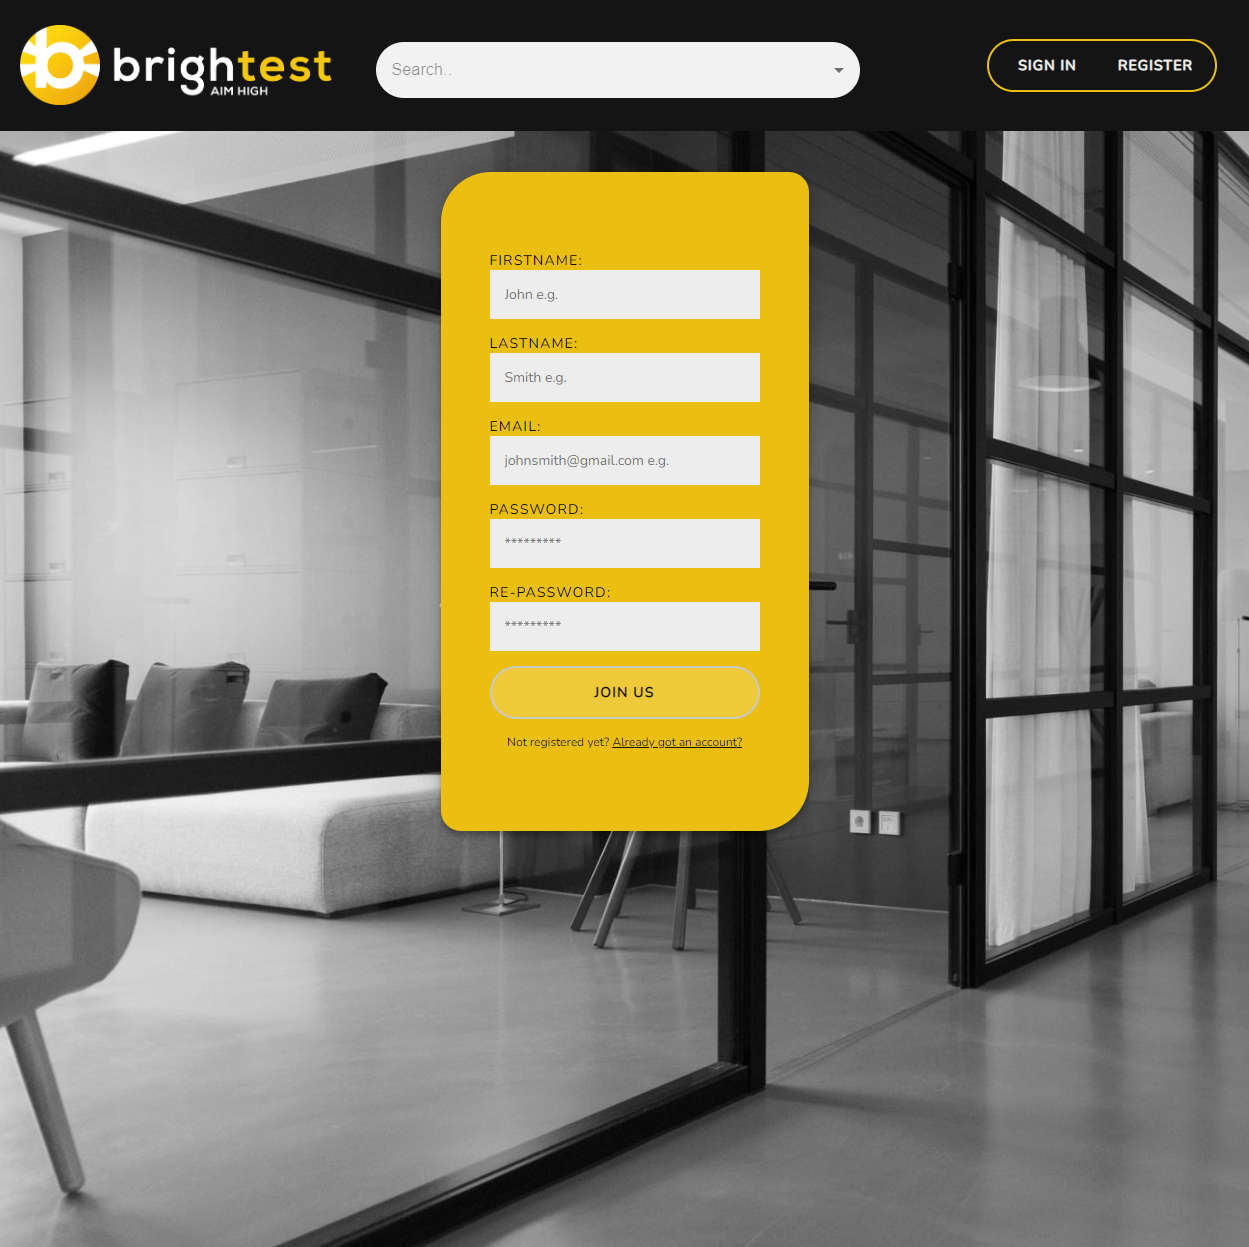 brightest
AIM HIGH
Search..
SIGN IN REGISTER
FIRSTNAME:
John e.g.
LASTNAME:
Smith e.g.
EMAIL:
johnsmith@gmail.com e.g.
PASSWORD:
*********
RE-PASSWORD:
*********
JOIN US
Not registered yet? Already got an account?